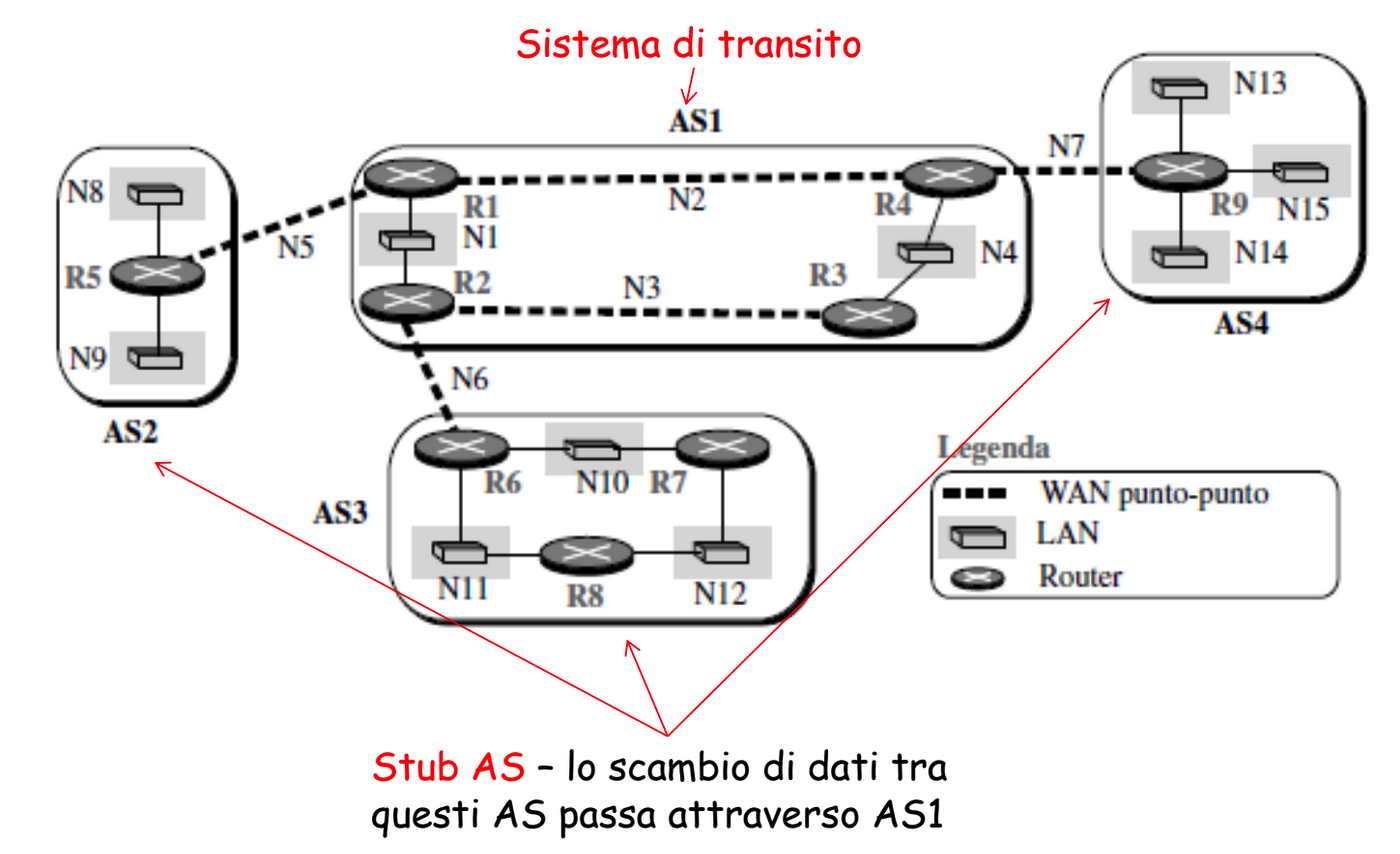 Sistema di transito
AS1
N13
N7
N8
N2
R1
R4
R9
N15
N5
N1
N4
N14
R5
R2
N3
R3
AS4
N9
N6
AS2
Legenda
R6
N10
R7
WAN punto-punto
AS3
LAN
N11
R8
N12
Router
Stub AS – lo scambio di dati tra
questi AS passa attraverso AS1